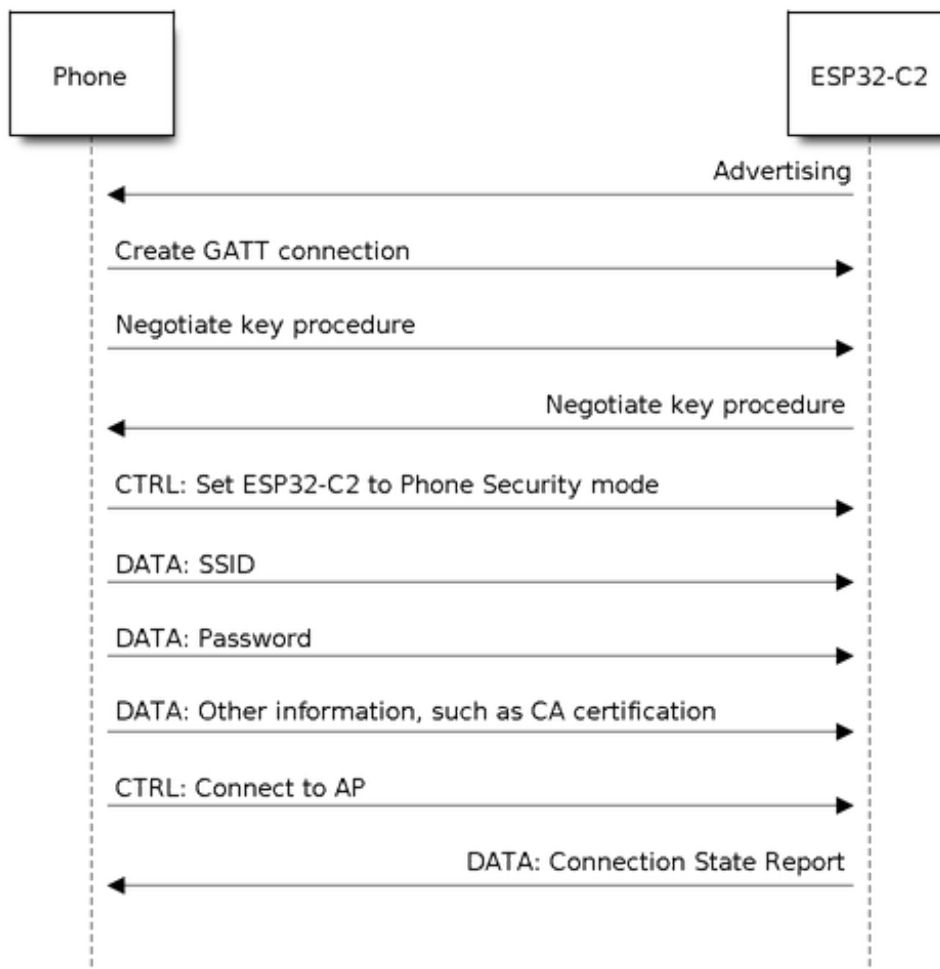 Phone
ESP32-C2
Advertising
Create GATT connection
Negotiate key procedure
Negotiate key procedure
CTRL: Set ESP32-C2 to Phone Security mode
DATA: SSID
DATA: Password
DATA: Other information, such as CA certification
CTRL: Connect to AP
DATA: Connection State Report